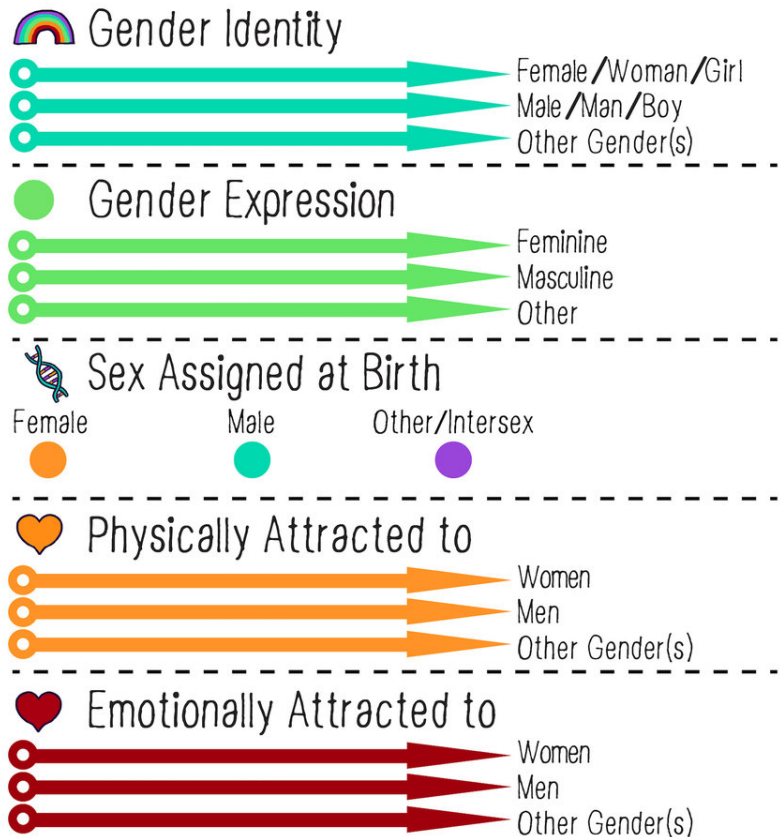 Gender Identity
Female/Woman/Girl
Male/Man/Boy
Other Gender(s)
Gender Expression
Feminine
Masculine
Other
Sex Assigned at Birth
Female Male Other/Intersex
Physically Attracted to
Women
Men
Other Gender(s)
Emotionally Attracted to
Women
Men
Other Gender(s)